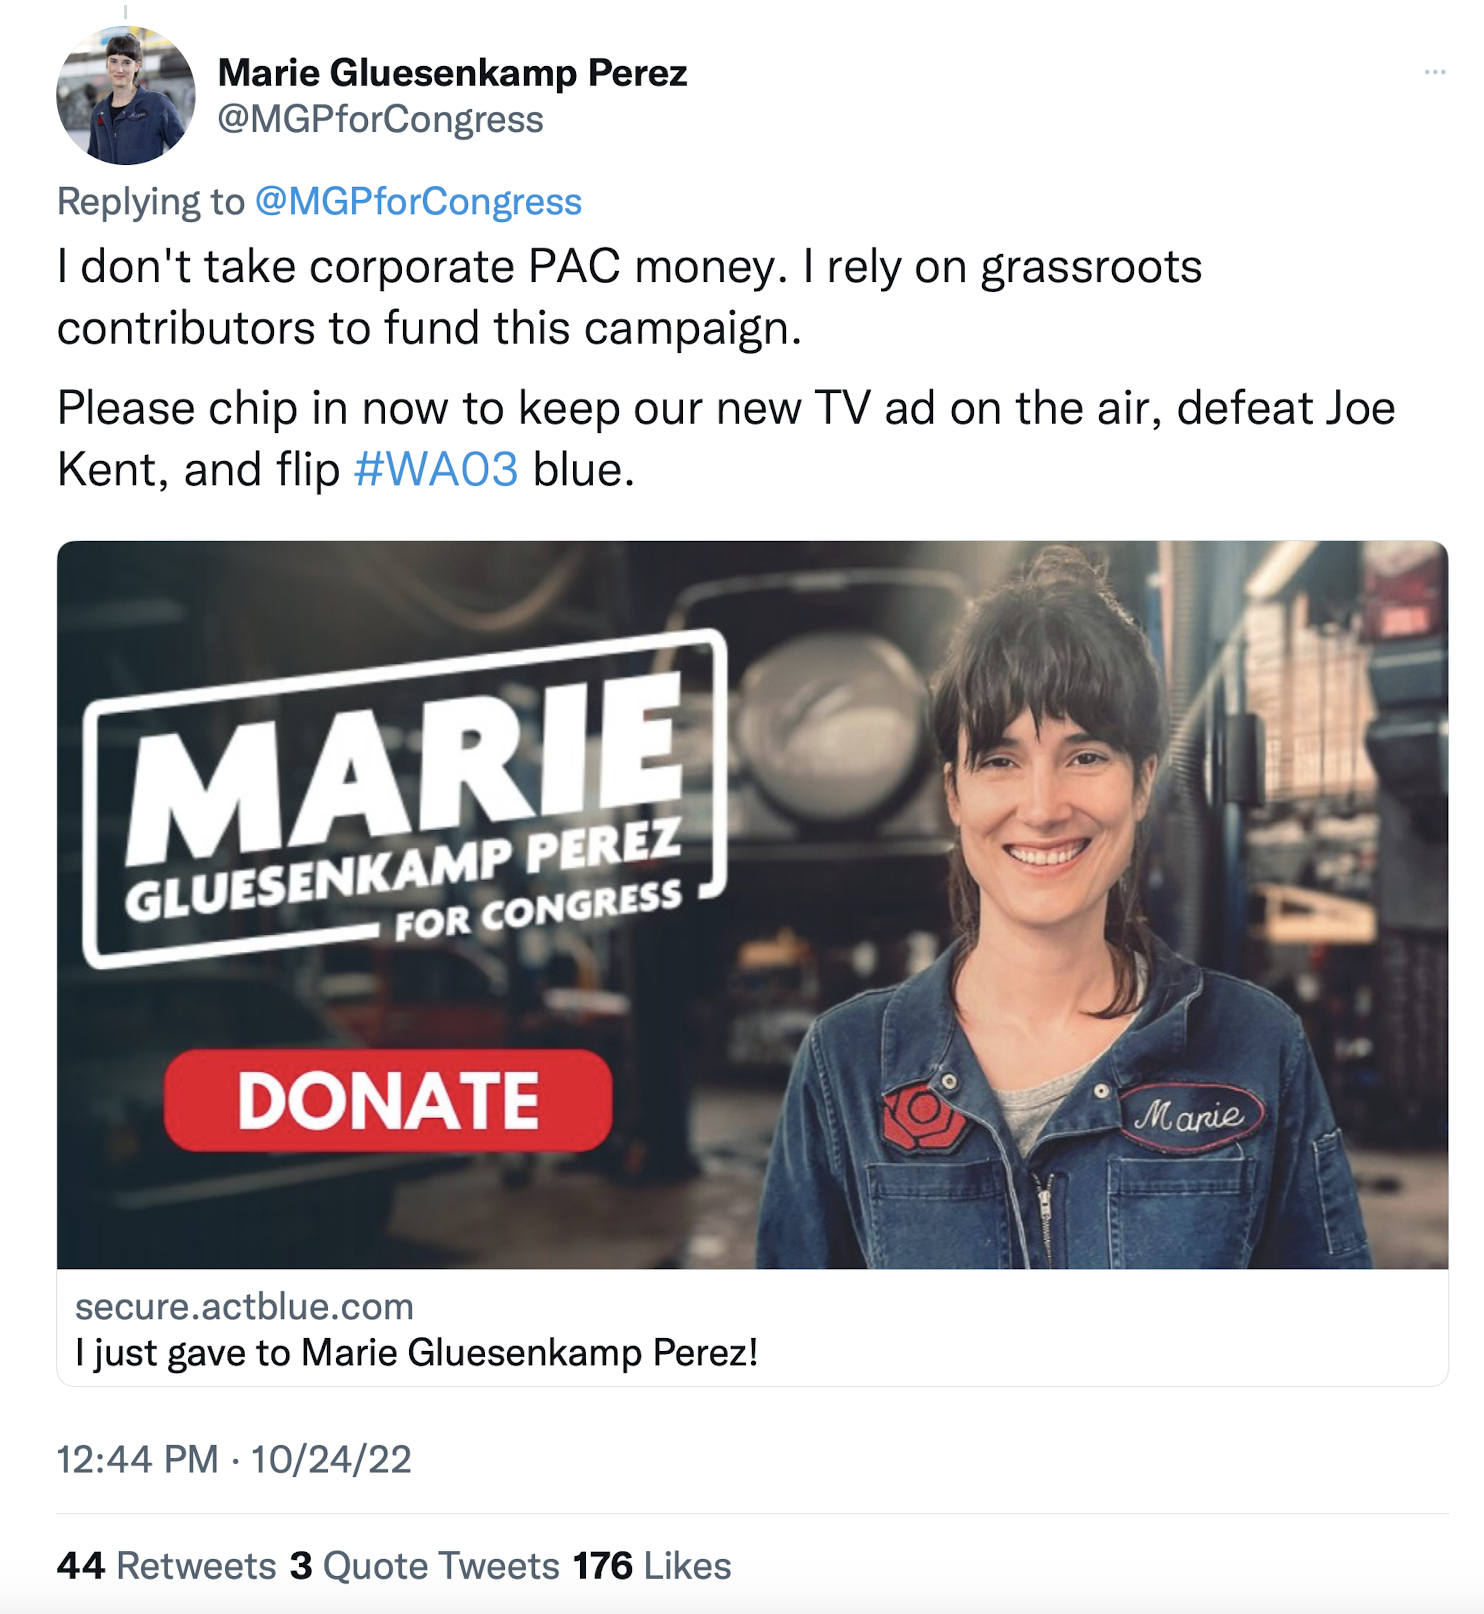 Marie Gluesenkamp Perez
@MGPforCongress
Replying to @MGPforCongress
I don't take corporate PAC money. I rely on grassroots
contributors to fund this campaign.
Please chip in now to keep our new TV ad on the air, defeat Joe
Kent, and flip #WA03 blue.
MARIE
GLUESENKAMP PEREZ
FOR CONGRESS
DONATE
Marie
secure.actblue.com
I just gave to Marie Gluesenkamp Perez!
12:44 PM · 10/24/22
44 Retweets 3 Quote Tweets 176 Likes